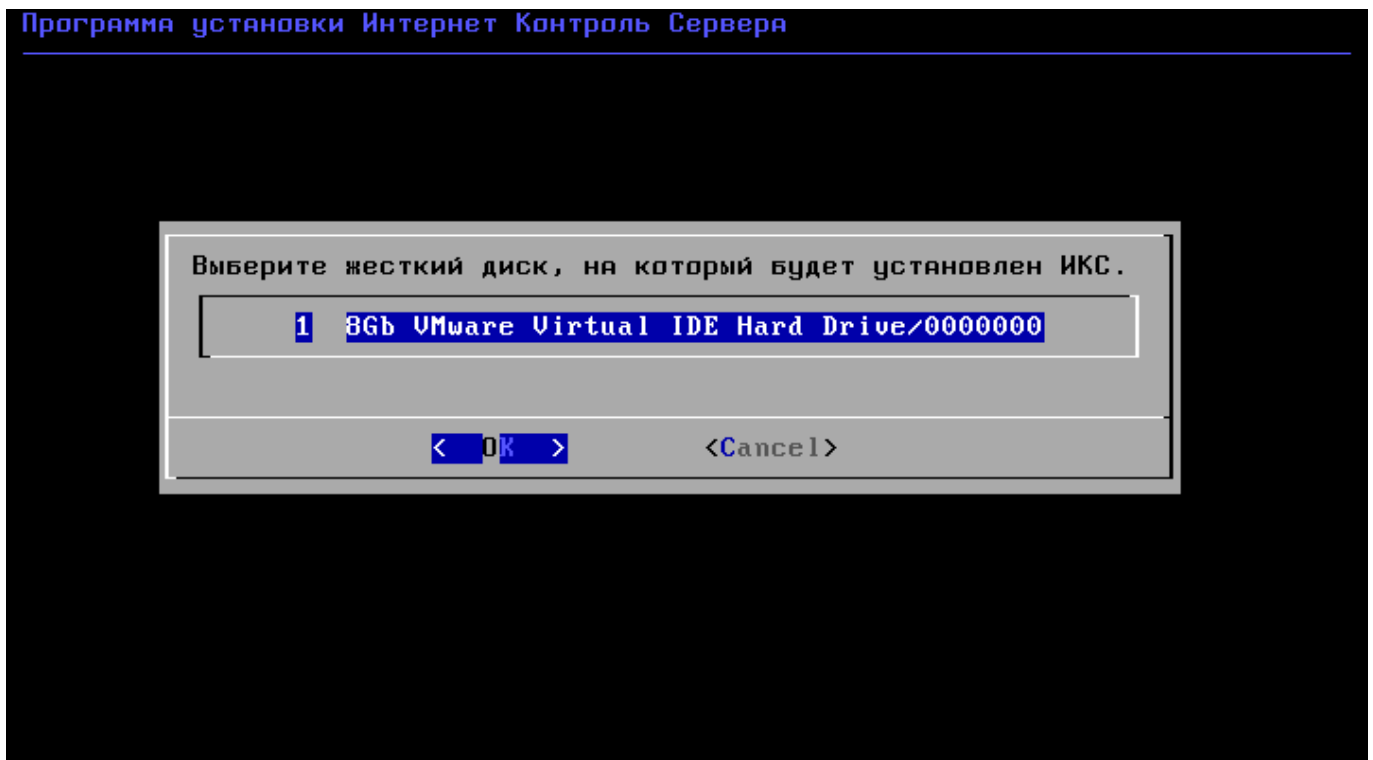 Программа установки Интернет Контроль Сервера
Выберите жесткий диск, на который будет установлен ИКС.
1 8Gb VMware Virtual IDE Hard Drive/0000000
< OK > <Cancel>